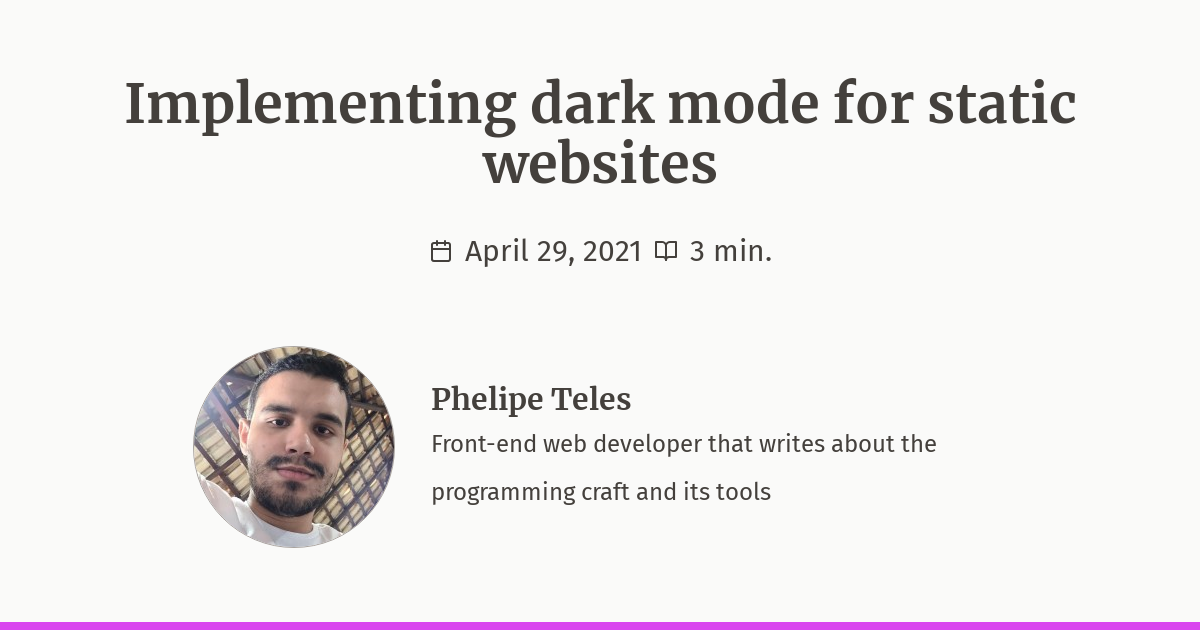 Implementing dark mode for static
websites
April 29, 2021 3 min.
Phelipe Teles
Front-end web developer that writes about the
programming craft and its tools